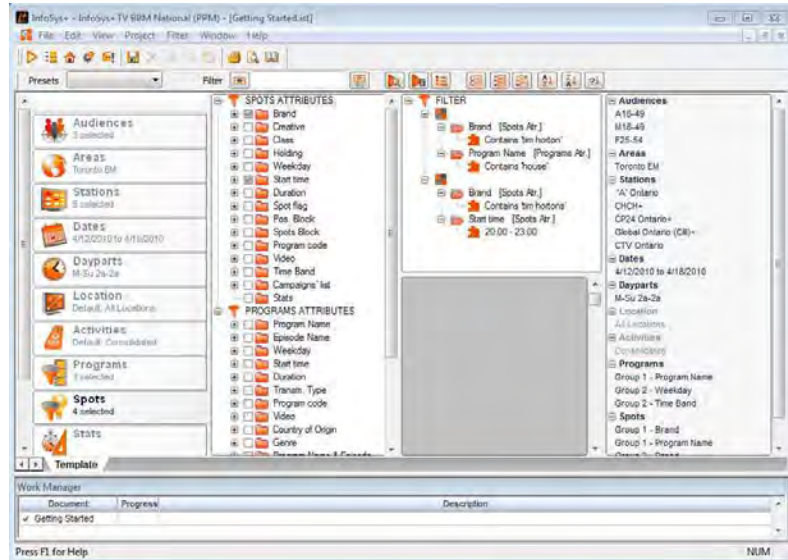 InfoSys+ - InfoSys+ TV BBM National (PPM) - [Getting Started.ist]
File Edit View Project Filter Window Help
Presets
Filter
Audiences
3 selected
Areas
Toronto EM
Stations
5 selected
Dates
4/12/2010 to 4/18/2010
Dayparts
M-Su 2a-2a
Location
Default: All Locations
Activities
Default: Consolidated
Programs
3 selected
Spots
4 selected
Stats
Template
SPOTS ATTRIBUTES
Brand
Creative
Class
Holding
Weekday
Start time
Duration
Spot flag
Pos. Block
Spots Block
Program code
Video
Time Band
Campaigns' list
Stats
PROGRAMS ATTRIBUTES
Program Name
Episode Name
Weekday
Start time
Duration
Transm. Type
Program code
Video
Country of Origin
Genre
Program Name & Episode
FILTER
Brand [Spots Atr.]
Contains 'tim horton'
Program Name [Programs Atr.]
Contains 'house'
Brand [Spots Atr.]
Contains 'tim hortons'
Start time [Spots Atr.]
20:00 - 23:00
Audiences
A18-49
M18-49
F25-54
Areas
Toronto EM
Stations
"A" Ontario
CHCH+
CP24 Ontario+
Global Ontario (CIII)+
CTV Ontario
Dates
4/12/2010 to 4/18/2010
Dayparts
M-Su 2a-2a
Location
All Locations
Activities
Consolidated
Programs
Group 1 - Program Name
Group 2 - Weekday
Group 2 - Time Band
Spots
Group 1 - Brand
Group 1 - Program Name
Group 2 - Brand
Work Manager
Document Progress Description
Getting Started
Press F1 for Help
NUM